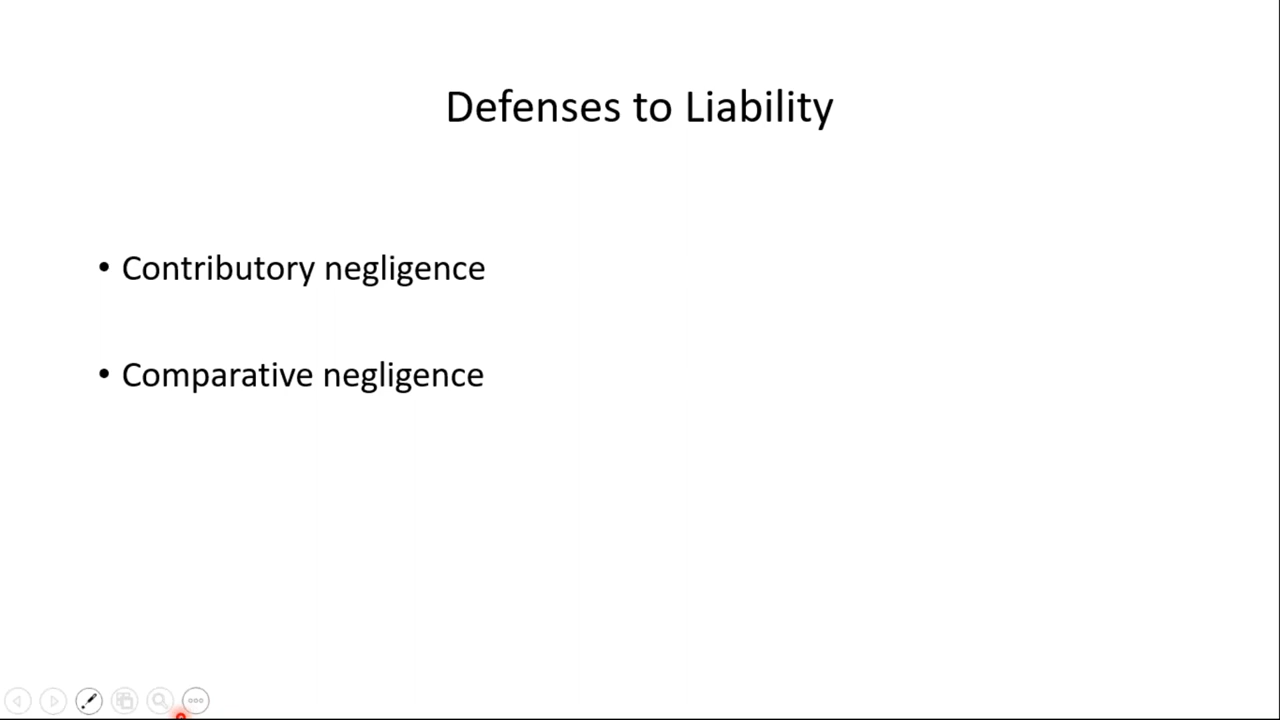 Defenses to Liability
• Contributory negligence
• Comparative negligence